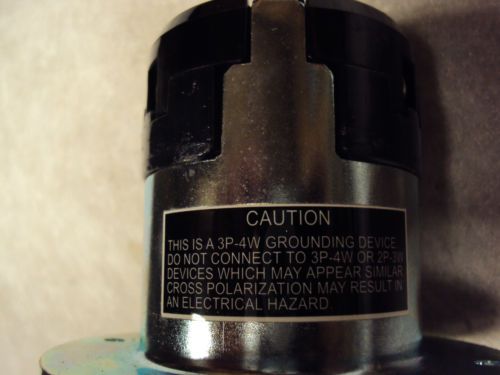 CAUTION
THIS IS A 3P-4W GROUNDING DEVICE.
DO NOT CONNECT TO 3P-4W OR 2P-3W
DEVICES WHICH MAY APPEAR SIMILAR
CROSS POLARIZATION MAY RESULT IN
AN ELECTRICAL HAZARD.